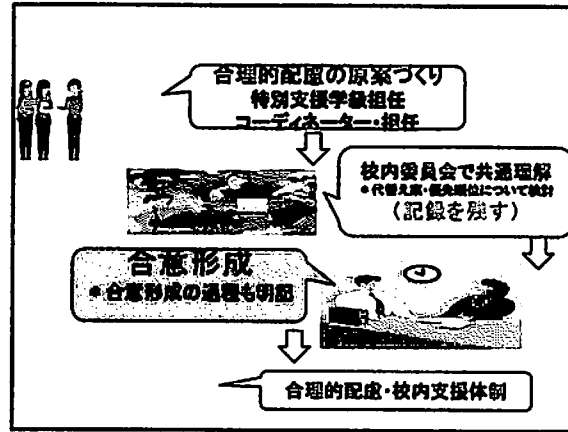 合理的配慮の原案づくり
特別支援学級担任
コーディネーター・担任
校内委員会で共通理解
＊代替え案・優先順位について検討
(記録を残す)
合意形成
＊合意形成の過程も明記
合理的配慮・校内支援体制